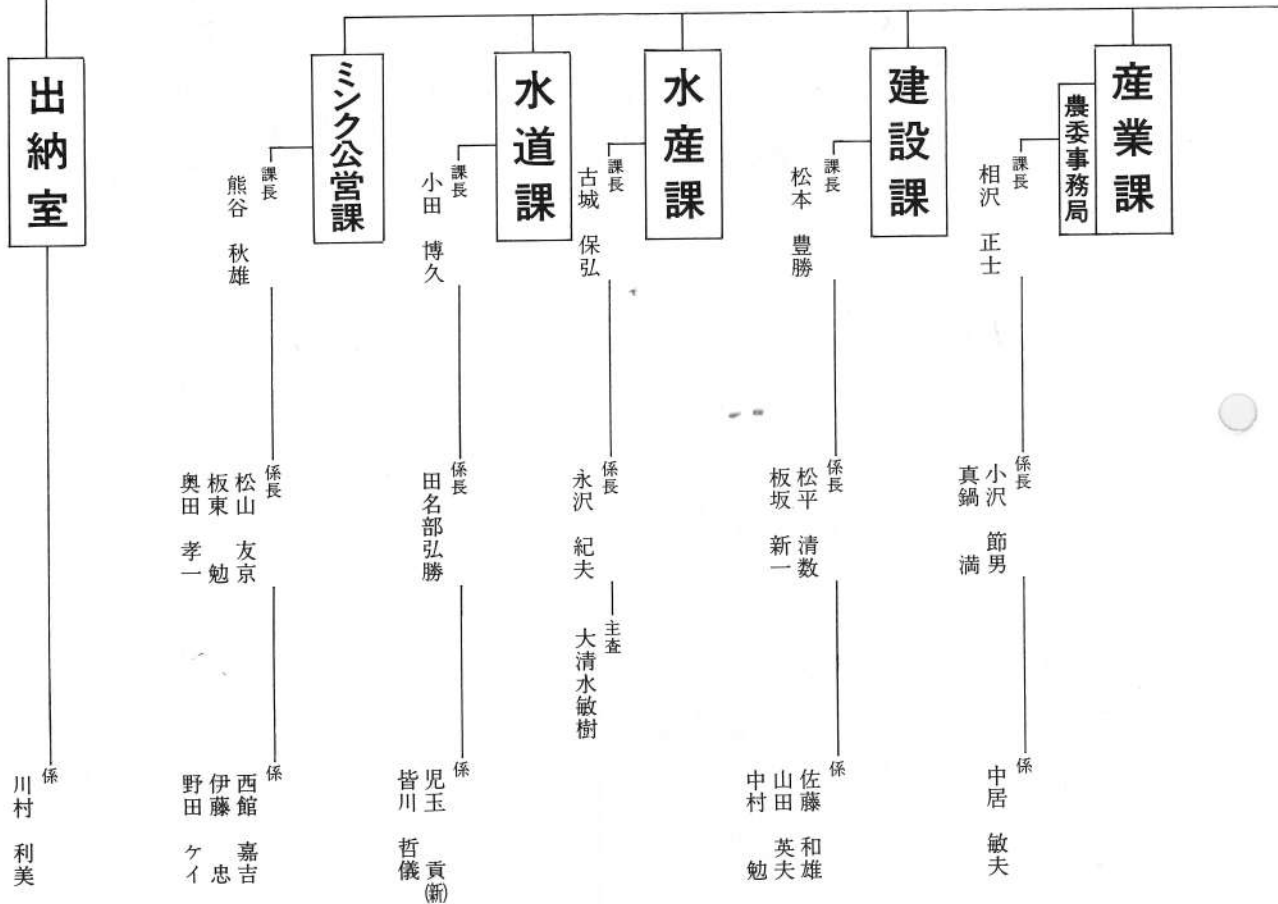 産業課
農委事務局
課長
相沢 正士
係長
小沢 節男
真鍋 満
係
中居 敏夫
建設課
課長
松本 豊勝
係長
松平 清数
板坂 新一
係
佐藤 和雄
山田 英夫
中村 勉
水産課
課長
古城 保弘
係長
永沢 紀夫
主査
大清水敏樹
水道課
課長
小田 博久
係長
田名部弘勝
係
児玉 貢(新)
皆川 哲儀
ミンク公営課
課長
熊谷 秋雄
係長
松山 友京
板東 勉
奥田 孝一
係
西館 嘉吉
伊藤 忠
野田 ケイ
出納室
係
川村 利美